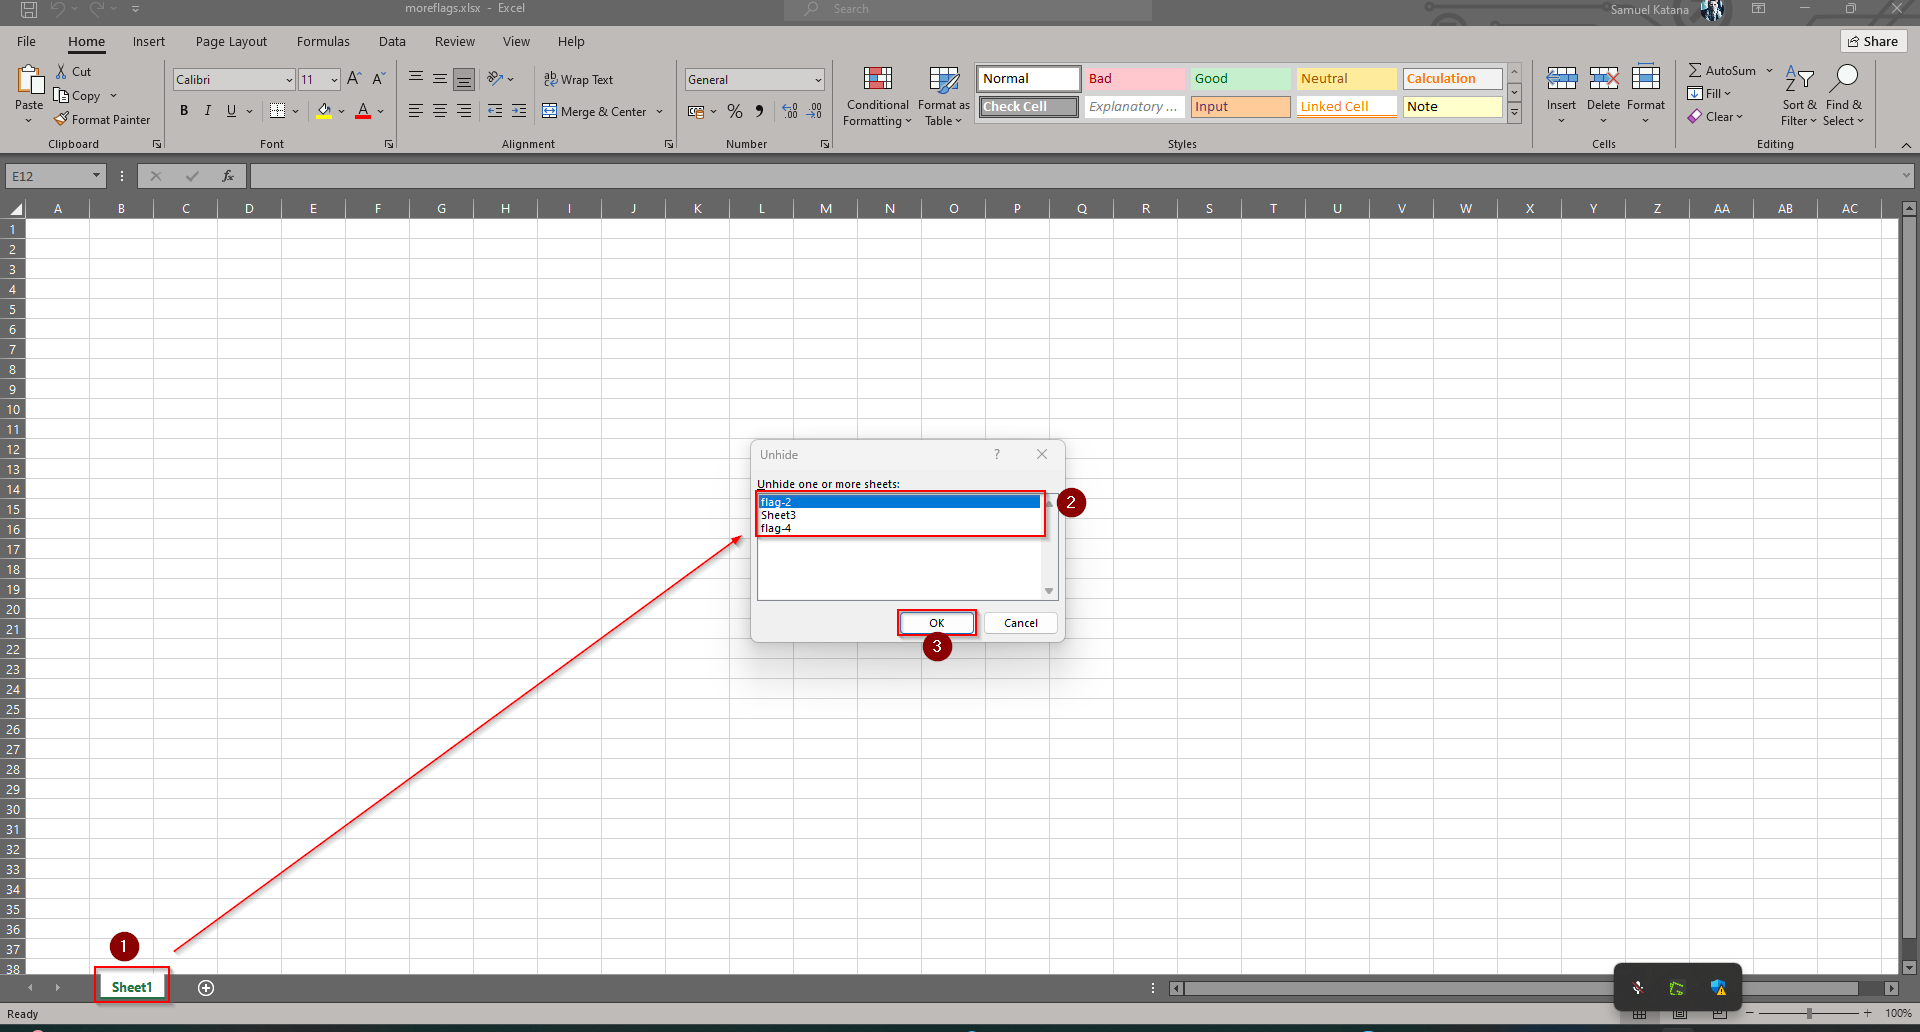 moreflags.xlsx - Excel
Search
Samuel Katana
File Home Insert Page Layout Formulas Data Review View Help
Share
Paste
Cut
Copy
Format Painter
Clipboard
Calibri 11
B I U
Font
ab Wrap Text
Merge & Center
Alignment
General
Number
Conditional Formatting
Format as Table
Normal Bad Good Neutral Calculation
Check Cell Explanatory ... Input Linked Cell Note
Styles
Insert Delete Format
Cells
AutoSum
Fill
Clear
Sort & Filter
Find & Select
Editing
E12
fx
A B C D E F G H I J K L M N O P Q R S T U V W X Y Z AA AB AC
1
2
3
4
5
6
7
8
9
10
11
12
13
14
15
16
17
18
19
20
21
22
23
24
25
26
27
28
29
30
31
32
33
34
35
36
37
38
Unhide ?
Unhide one or more sheets:
flag-2
Sheet3
flag-4
2
OK Cancel
3
1
Sheet1
Ready
100%